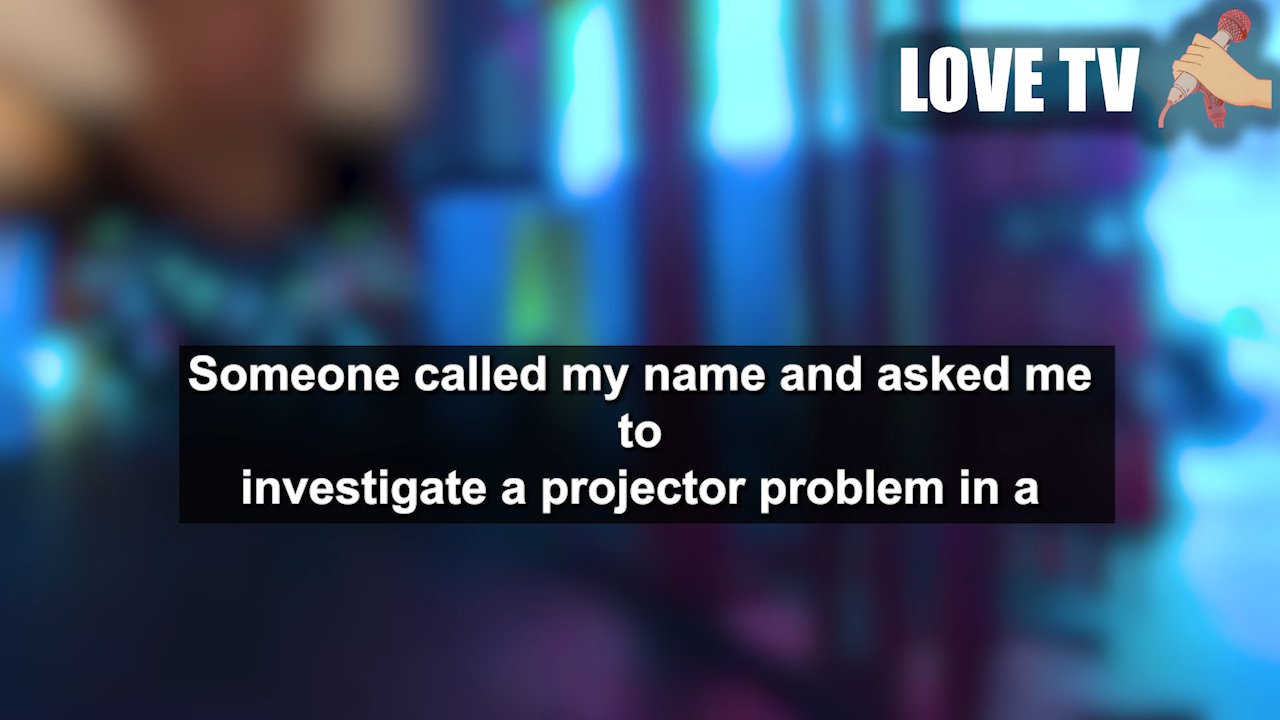 LOVE TV
Someone called my name and asked me
to
investigate a projector problem in a